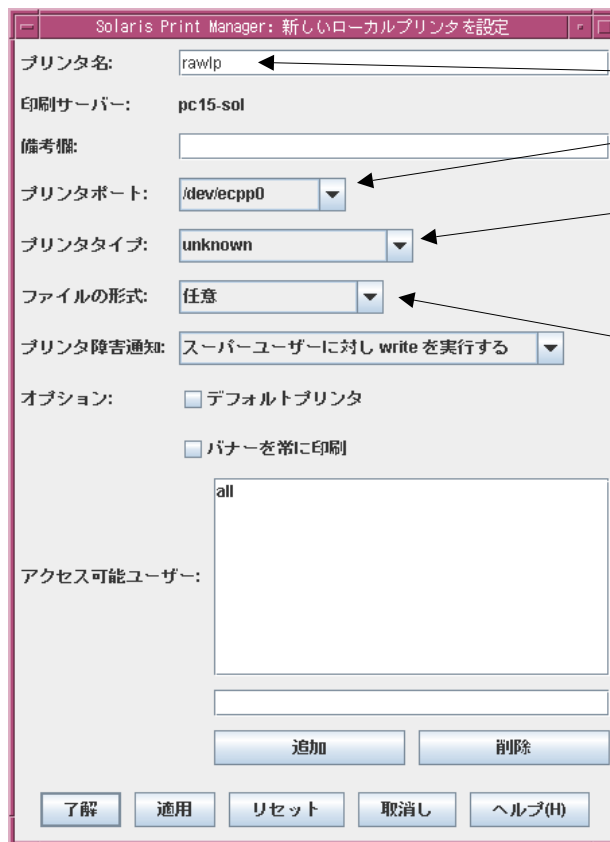 Solaris Print Manager: 新しいローカルプリンタを設定
プリンタ名: rawlp
印刷サーバー: pc15-sol
備考欄:
プリンタポート: /dev/ecpp0
プリンタタイプ: unknown
ファイルの形式: 任意
プリンタ障害通知: スーパーユーザーに対し write を実行する
オプション: デフォルトプリンタ
バナーを常に印刷
all
アクセス可能ユーザー:
追加 削除
了解 適用 リセット 取消し ヘルプ(H)